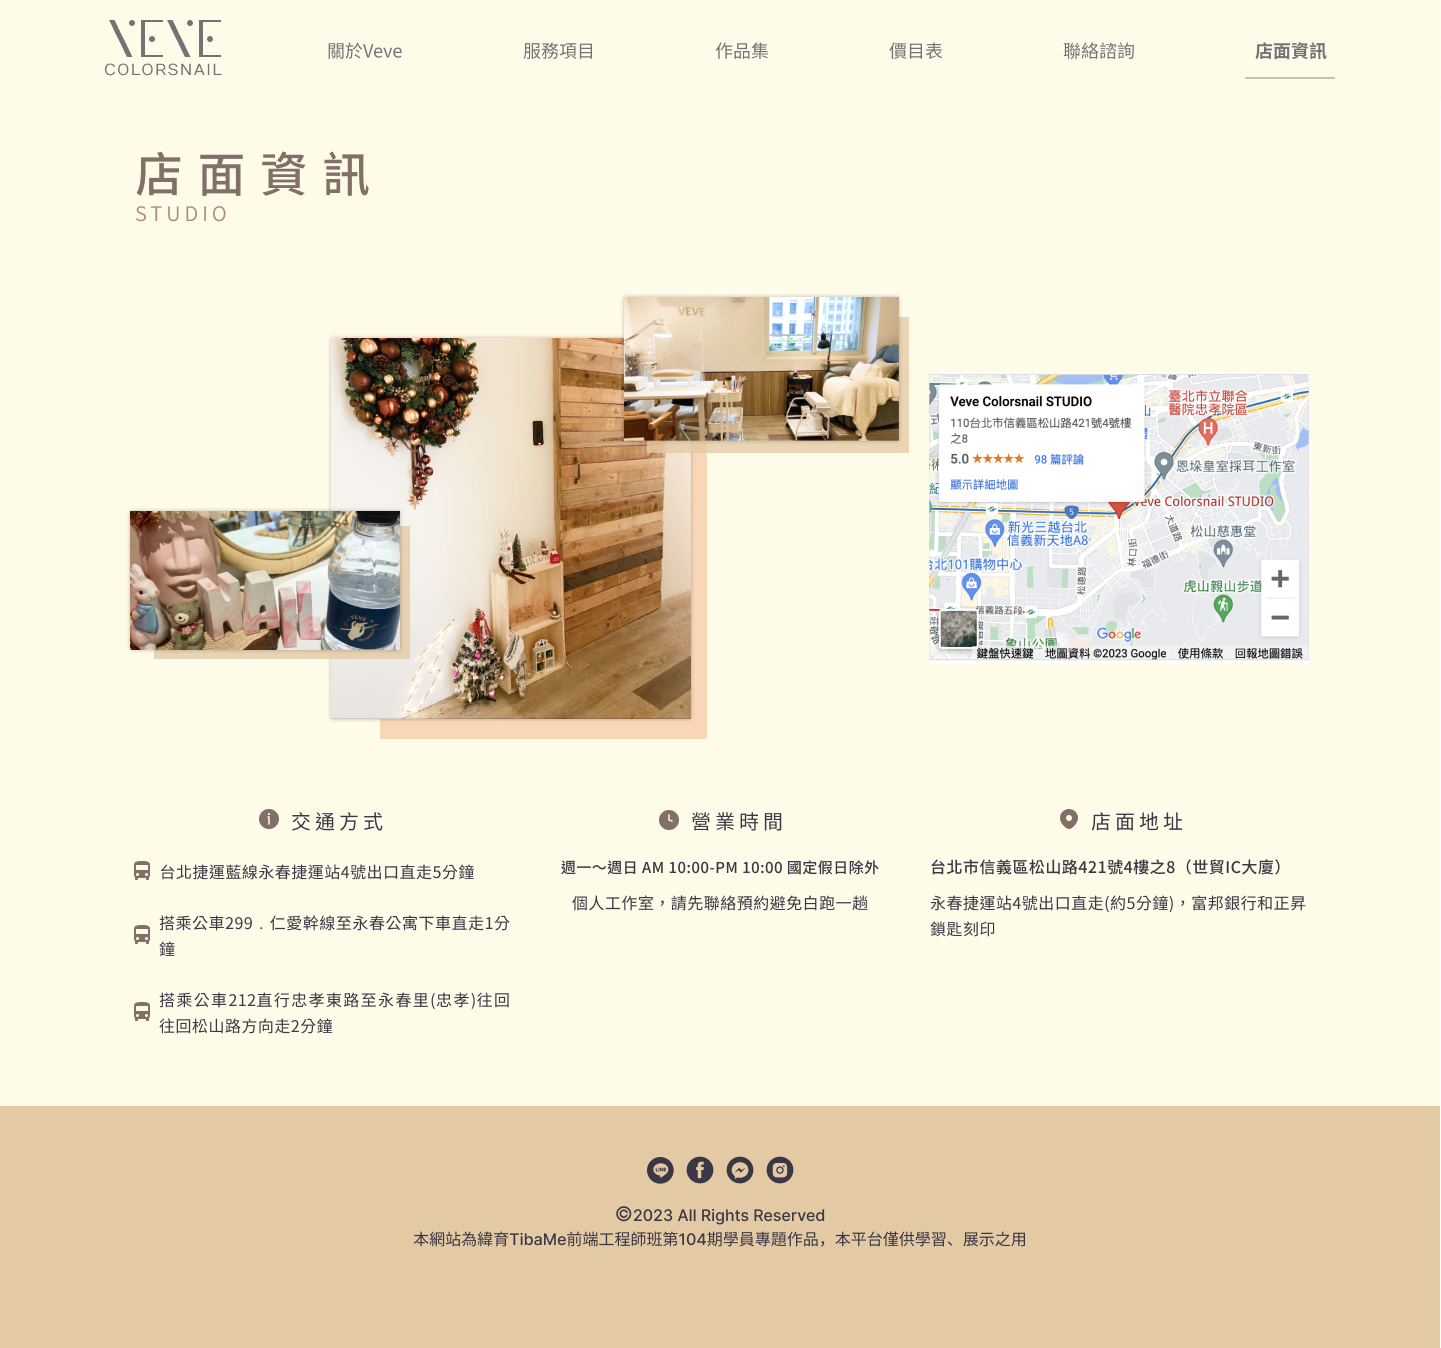 VEVE
COLORSNAIL
關於Veve
服務項目
作品集
價目表
聯絡諮詢
店面資訊
店面資訊
STUDIO
VEVE
NAIL
VEVE
Veve Colorsnail STUDIO
110台北市信義區松山路421號4號樓
之8
5.0 ★★★★★ 98 篇評論
顯示詳細地圖
臺北市立聯合
醫院忠孝院區
H
東新街
恩垛皇室採耳工作室
Veve Colorsnail STUDIO
5
新光三越台北
信義新天地A8
大道路
松山慈惠堂
林口街
福德街
台北101購物中心
松德路
虎山親山步道
信義路五段
象山公園
Google
鍵盤快速鍵
地圖資料 ©2023 Google
使用條款
回報地圖錯誤
交通方式
台北捷運藍線永春捷運站4號出口直走5分鐘
搭乘公車299﹒仁愛幹線至永春公寓下車直走1分
鐘
搭乘公車212直行忠孝東路至永春里(忠孝)往回
往回松山路方向走2分鐘
營業時間
週一～週日 AM 10:00-PM 10:00 國定假日除外
個人工作室，請先聯絡預約避免白跑一趟
店面地址
台北市信義區松山路421號4樓之8（世貿IC大廈）
永春捷運站4號出口直走(約5分鐘)，富邦銀行和正昇
鎖匙刻印
LINE
©2023 All Rights Reserved
本網站為緯育TibaMe前端工程師班第104期學員專題作品，本平台僅供學習、展示之用